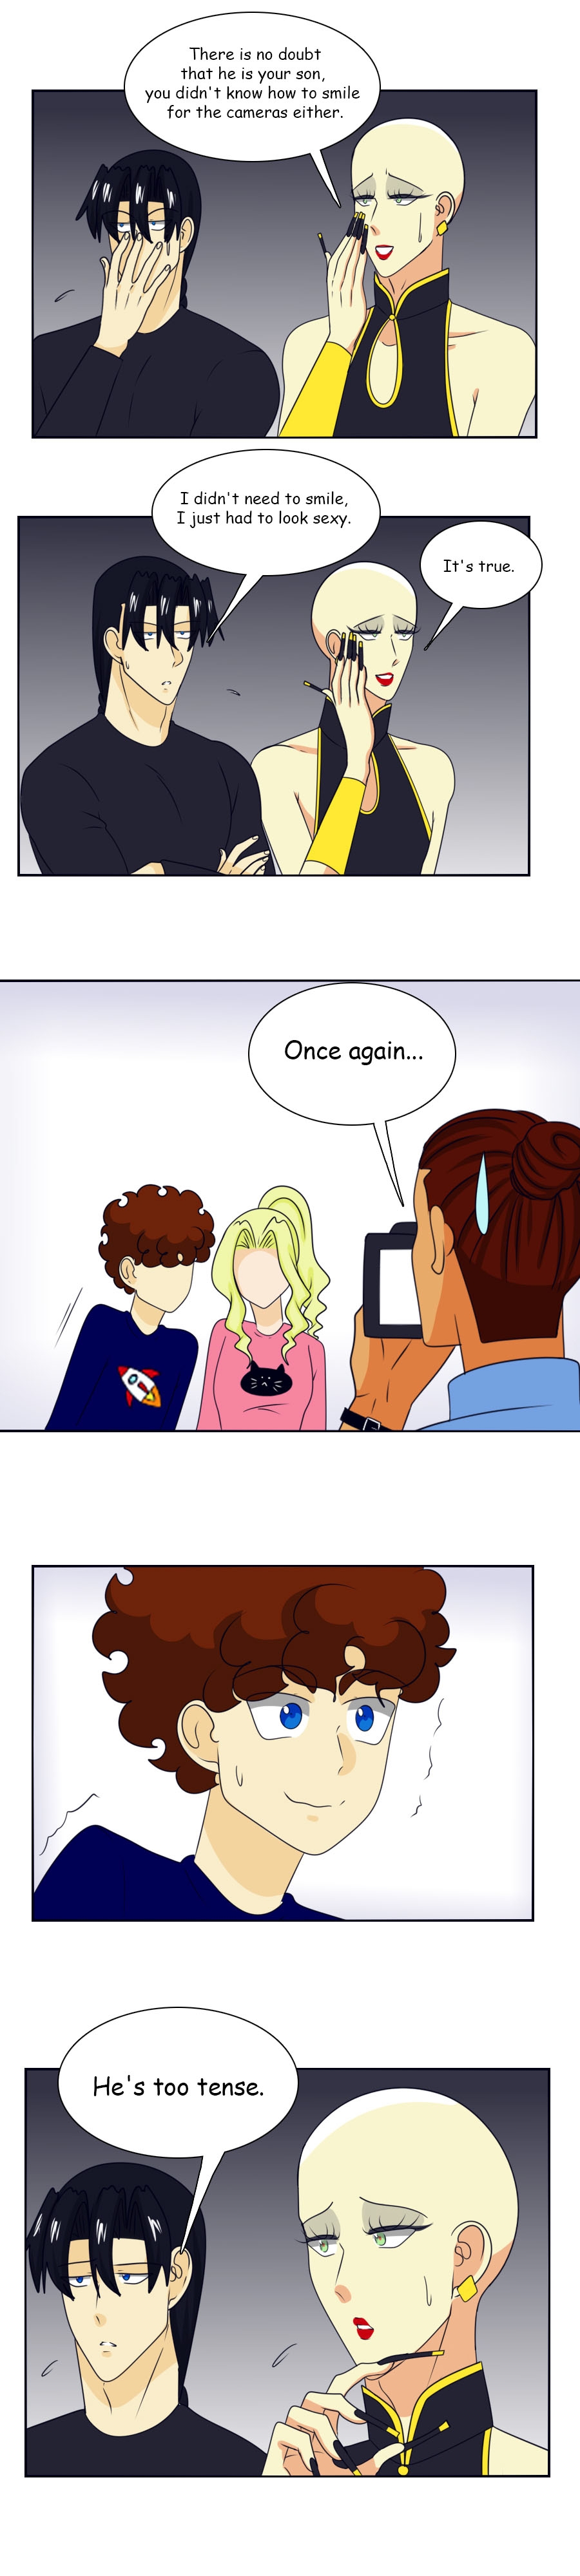 There is no doubt
that he is your son,
you didn't know how to smile
for the cameras either.
I didn't need to smile,
I just had to look sexy.
It's true.
Once again...
He's too tense.